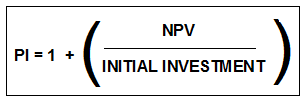 NPV
PI = 1 + ( )
INITIAL INVESTMENT